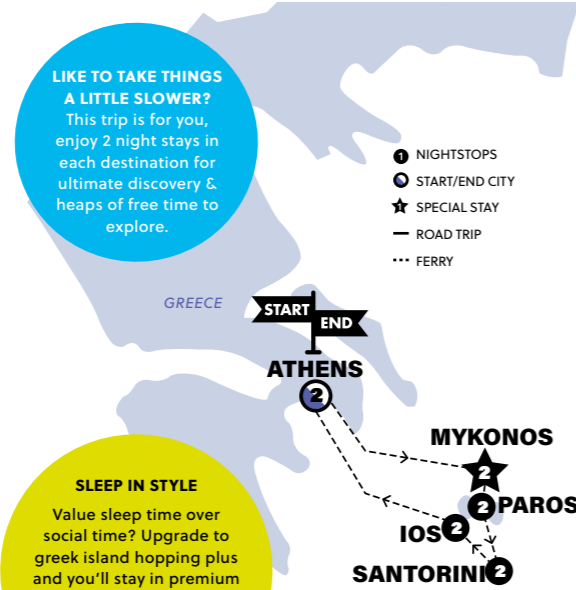 LIKE TO TAKE THINGS
A LITTLE SLOWER?
This trip is for you,
enjoy 2 night stays in
each destination for
ultimate discovery &
heaps of free time to
explore.
1 NIGHTSTOPS
START/END CITY
1 SPECIAL STAY
ROAD TRIP
FERRY
GREECE
START
END
ATHENS
2
MYKONOS
2
2 PAROS
IOS 2
SANTORINI 2
SLEEP IN STYLE
Value sleep time over
social time? Upgrade to
greek island hopping plus
and you'll stay in premium